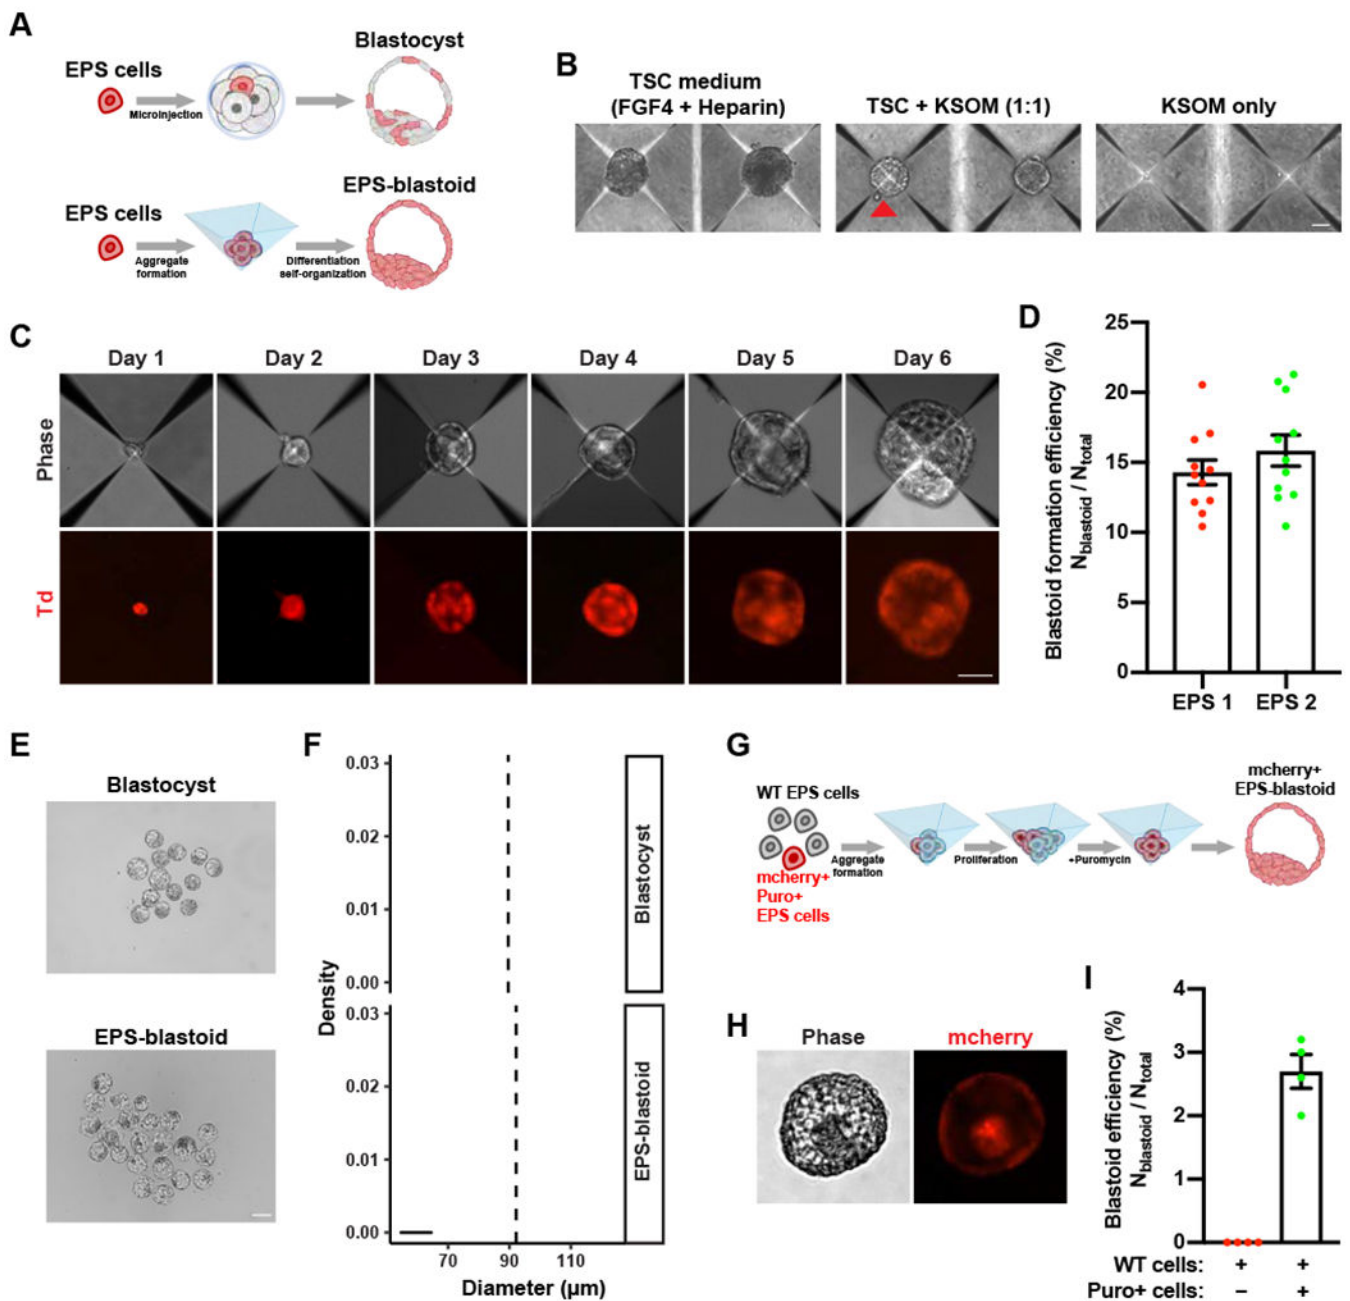 A
EPS cells
Microinjection
Blastocyst
EPS cells
Aggregate
formation
Differentiation
self-organization
EPS-blastoid
B
TSC medium
(FGF4 + Heparin)
TSC + KSOM (1:1)
KSOM only
C
Day 1
Day 2
Day 3
Day 4
Day 5
Day 6
Phase
Td
D
Blastoid formation efficiency (%)
N_blastoid / N_total
25
20
15
10
5
0
EPS 1
EPS 2
E
Blastocyst
EPS-blastoid
F
Density
0.03
0.02
0.01
0.00
Blastocyst
0.03
0.02
0.01
0.00
EPS-blastoid
70
90
110
Diameter (μm)
G
WT EPS cells
mcherry+
Puro+
EPS cells
Aggregate
formation
Proliferation
+Puromycin
mcherry+
EPS-blastoid
H
Phase
mcherry
I
Blastoid efficiency (%)
N_blastoid / N_total
4
3
2
1
0
WT cells: + +
Puro+ cells: − +